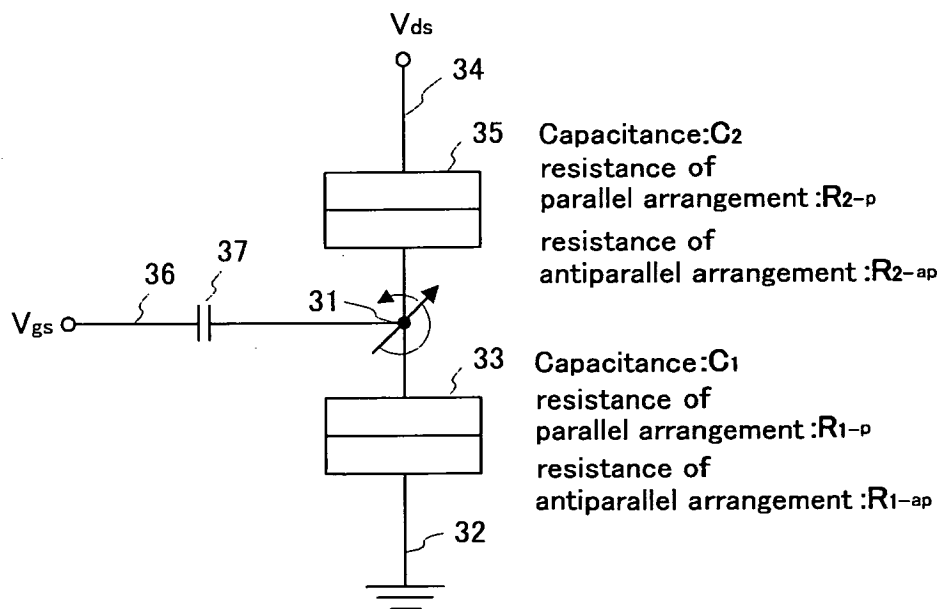 Vds
34
35
Capacitance:C2
resistance of
parallel arrangement :R2-p
resistance of
antiparallel arrangement :R2-ap
37
36
31
Vgs
33
Capacitance:C1
resistance of
parallel arrangement :R1-p
resistance of
antiparallel arrangement :R1-ap
32